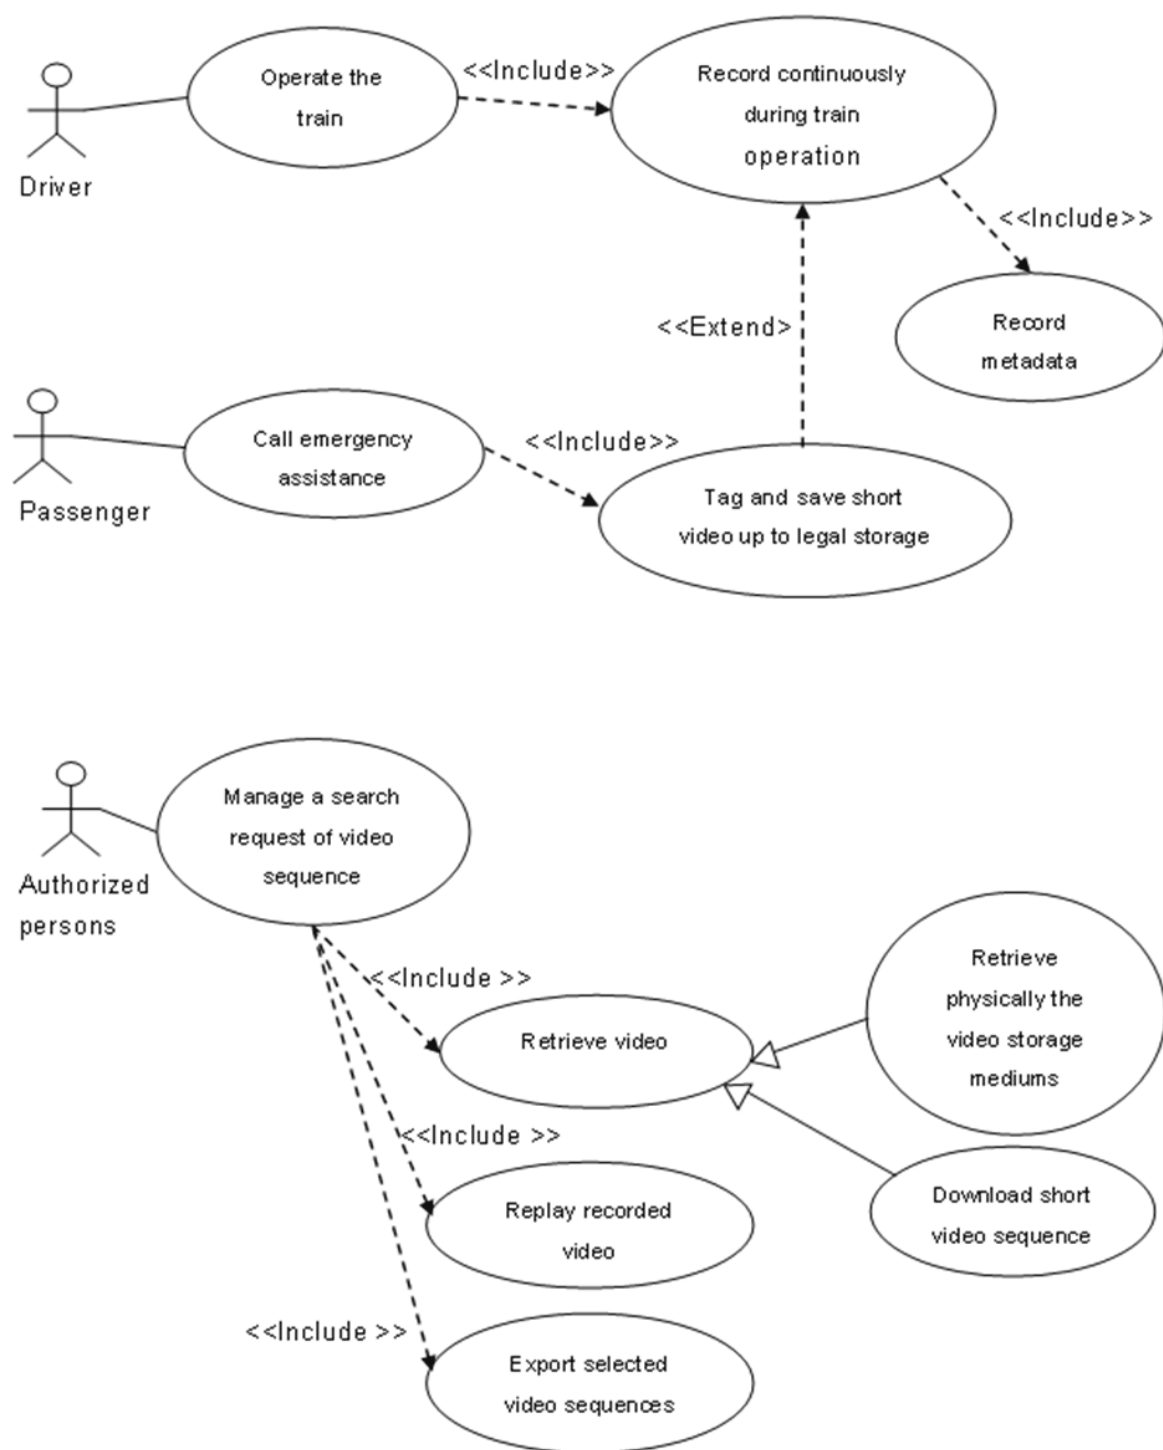 Operate the
train
<<Include>>
Record continuously
during train
operation
Driver
<<Include>>
Record
metadata
<<Extend>
Call emergency
assistance
<<Include>>
Passenger
Tag and save short
video up to legal storage
Manage a search
request of video
sequence
Authorized
persons
<<Include >>
Retrieve video
Retrieve
physically the
video storage
mediums
<<Include >>
Replay recorded
video
Download short
video sequence
<<Include >>
Export selected
video sequences